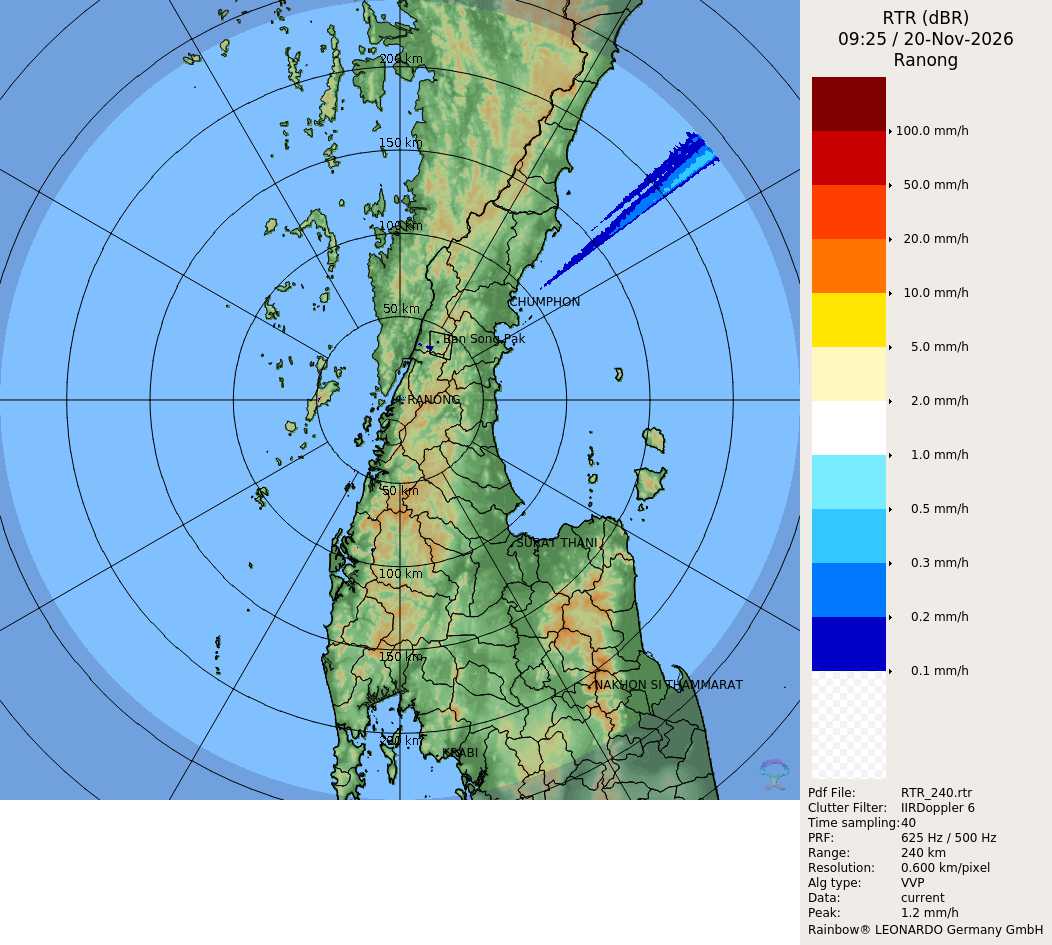 RTR (dBR)
09:25 / 20-Nov-2026
Ranong
200 km
150 km
100 km
50 km
CHUMPHON
Ban Song Pak
RANONG
50 km
SURAT THANI
100 km
150 km
NAKHON SI THAMMARAT
200 km
KRABI
100.0 mm/h
50.0 mm/h
20.0 mm/h
10.0 mm/h
5.0 mm/h
2.0 mm/h
1.0 mm/h
0.5 mm/h
0.3 mm/h
0.2 mm/h
0.1 mm/h
Pdf File: RTR_240.rtr
Clutter Filter: IIRDoppler 6
Time sampling:40
PRF: 625 Hz / 500 Hz
Range: 240 km
Resolution: 0.600 km/pixel
Alg type: VVP
Data: current
Peak: 1.2 mm/h
Rainbow® LEONARDO Germany GmbH